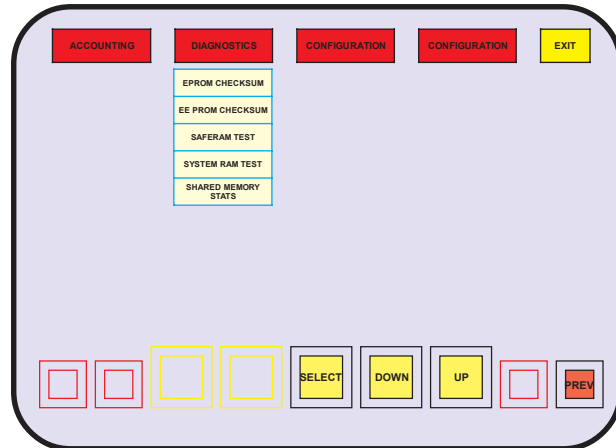 ACCOUNTING DIAGNOSTICS CONFIGURATION CONFIGURATION EXIT
EPROM CHECKSUM
EE PROM CHECKSUM
SAFERAM TEST
SYSTEM RAM TEST
SHARED MEMORY
STATS
SELECT DOWN UP PREV